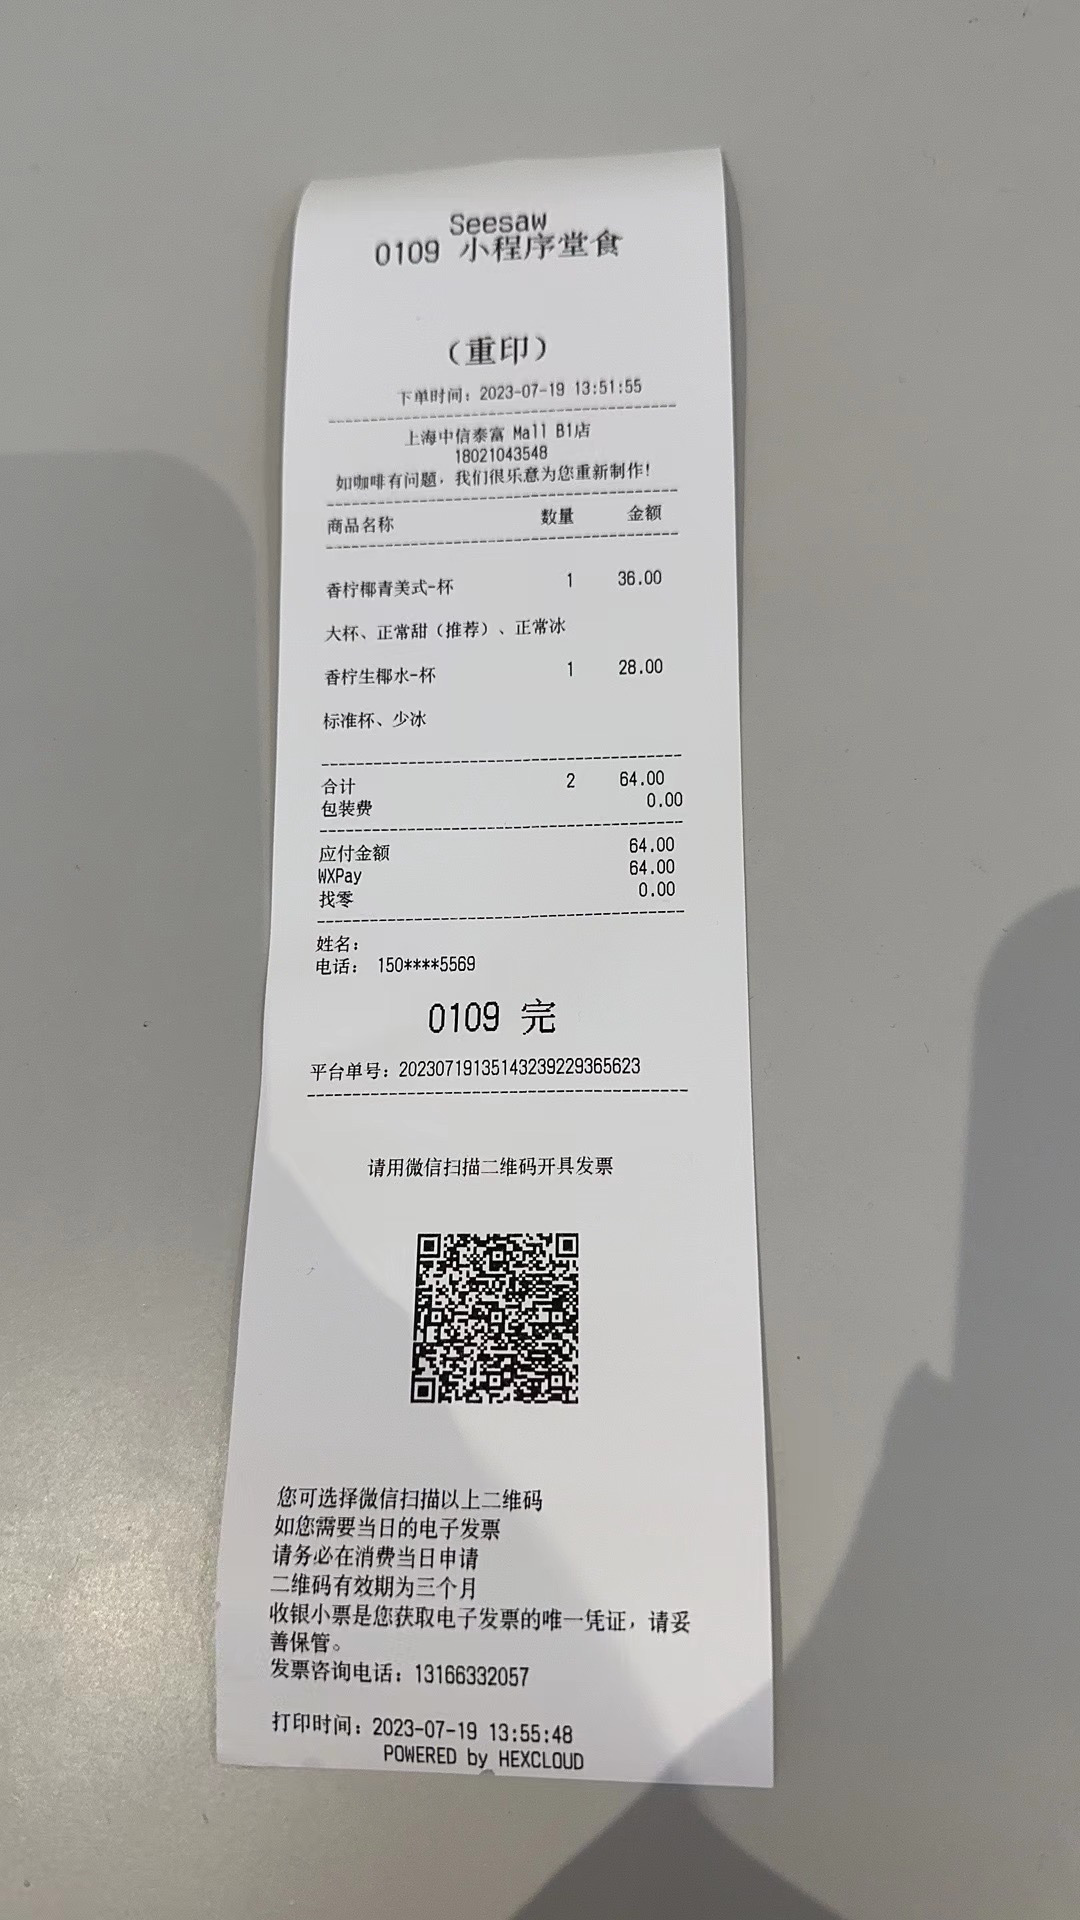 Seesaw
0109 小程序堂食
（重印）
下单时间：2023-07-19 13:51:55
上海中信泰富 Mall B1店
18021043548
如咖啡有问题，我们很乐意为您重新制作！
商品名称 数量 金额
香柠椰青美式-杯 1 36.00
大杯、正常甜（推荐）、正常冰
香柠生椰水-杯 1 28.00
标准杯、少冰
合计 2 64.00
包装费 0.00
应付金额 64.00
WXPay 64.00
找零 0.00
姓名：
电话： 150****5569
0109 完
平台单号：20230719135143239229365623
请用微信扫描二维码开具发票
您可选择微信扫描以上二维码
如您需要当日的电子发票
请务必在消费当日申请
二维码有效期为三个月
收银小票是您获取电子发票的唯一凭证，请妥
善保管。
发票咨询电话：13166332057
打印时间：2023-07-19 13:55:48
POWERED by HEXCLOUD